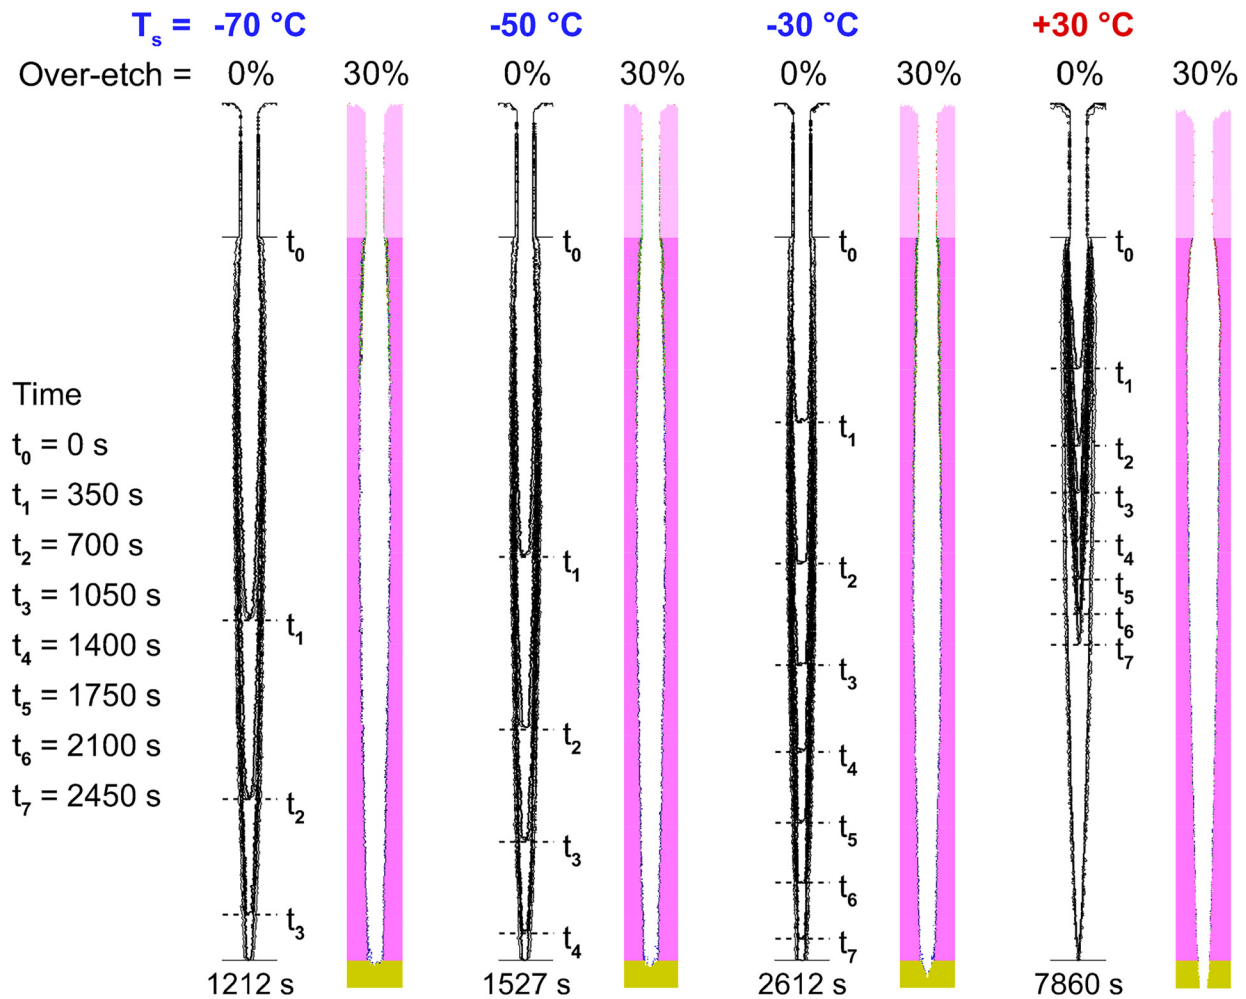 Tₛ = -70 °C -50 °C -30 °C +30 °C
Over-etch = 0% 30% 0% 30% 0% 30% 0% 30%
t₀ t₀ t₀ t₀
t₁ t₂ t₃
t₁ t₂ t₃ t₄
t₁ t₂ t₃ t₄ t₅ t₆ t₇
t₁ t₂ t₃ t₄ t₅ t₆ t₇
Time
t₀ = 0 s
t₁ = 350 s
t₂ = 700 s
t₃ = 1050 s
t₄ = 1400 s
t₅ = 1750 s
t₆ = 2100 s
t₇ = 2450 s
1212 s 1527 s 2612 s 7860 s